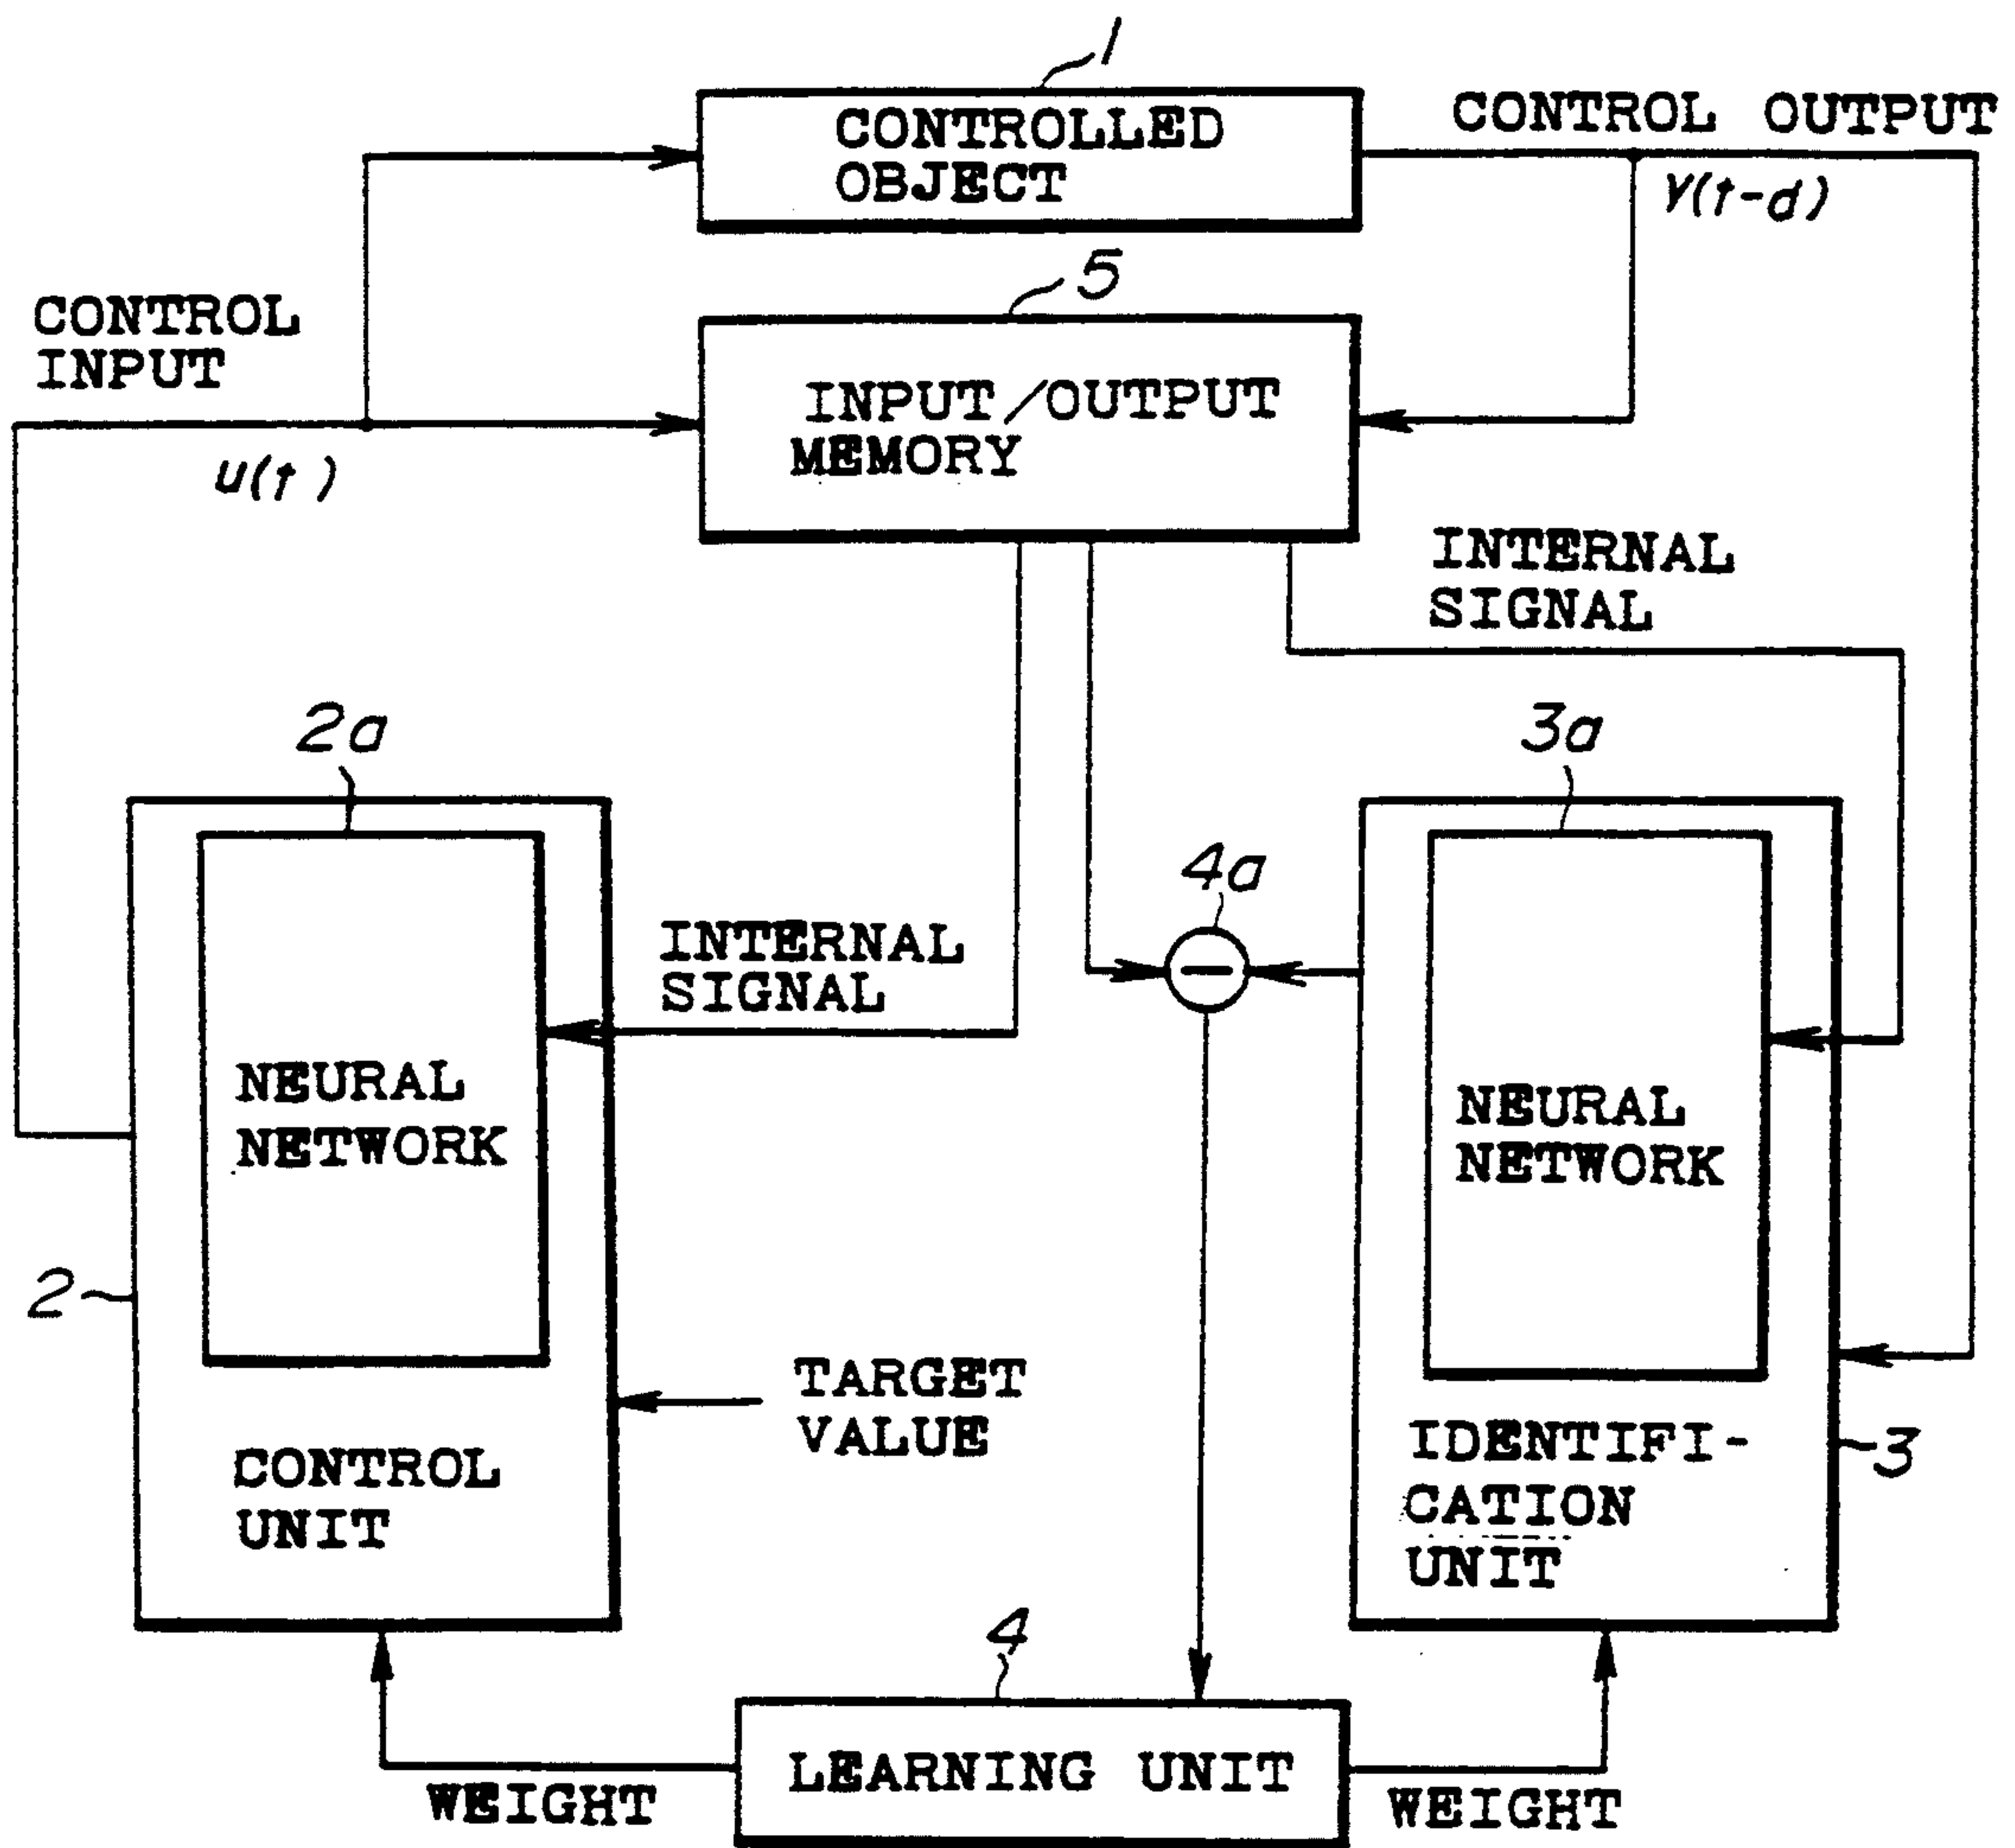 1
CONTROLLED
OBJECT
CONTROL OUTPUT
y(t-d)
5
CONTROL
INPUT
INPUT/OUTPUT
MEMORY
u(t)
INTERNAL
SIGNAL
2a
3a
4a
INTERNAL
SIGNAL
NEURAL
NETWORK
NEURAL
NETWORK
2
TARGET
VALUE
CONTROL
UNIT
IDENTIFI-
CATION
UNIT
3
4
LEARNING UNIT
WEIGHT
WEIGHT